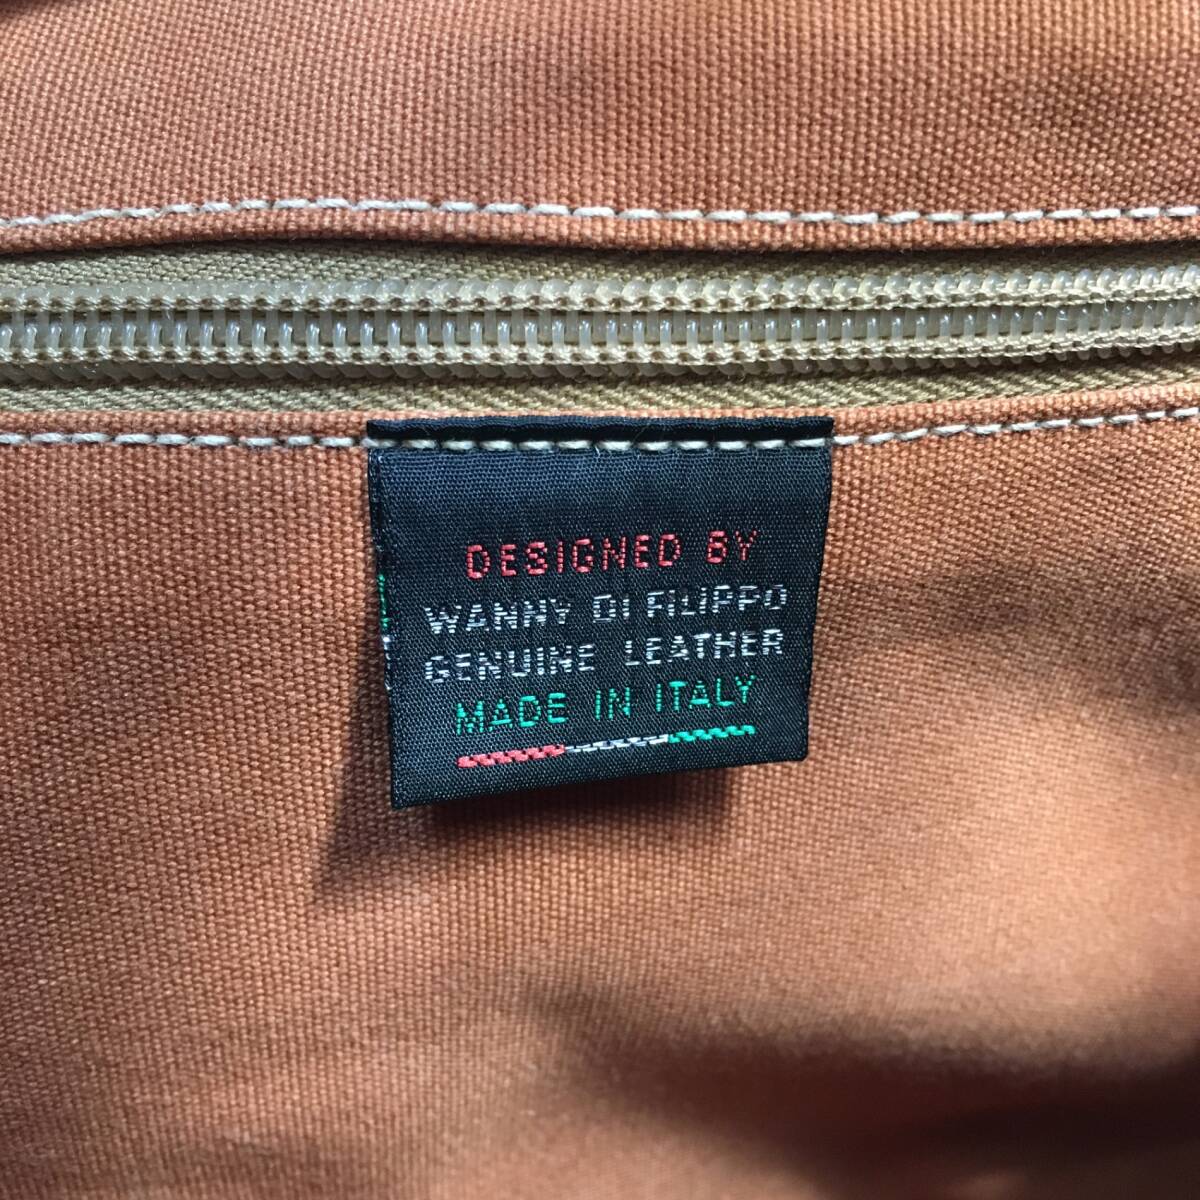 DESIGNED BY
WANNY DI FiLiPPO
GENUINE LEATHER
MADE IN ITALY